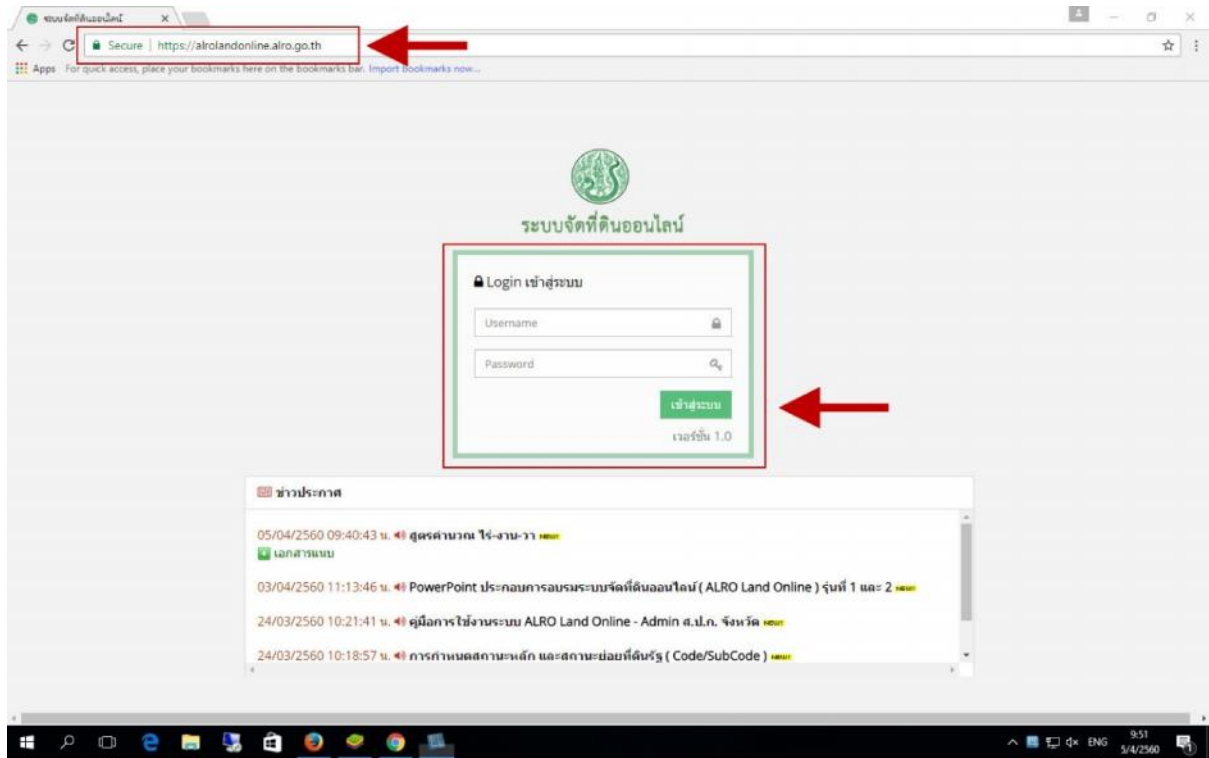 ระบบจัดที่ดินออนไลน์
Secure | https://alrolandonline.alro.go.th
Apps For quick access, place your bookmarks here on the bookmarks bar. Import bookmarks now...
ระบบจัดที่ดินออนไลน์
Login เข้าสู่ระบบ
Username
Password
เข้าสู่ระบบ
เวอร์ชั่น 1.0
ข่าวประกาศ
05/04/2560 09:40:43 น. สูตรคำนวณ ไร่-งาน-วา NEW!!
เอกสารแนบ
03/04/2560 11:13:46 น. PowerPoint ประกอบการอบรมระบบจัดที่ดินออนไลน์ ( ALRO Land Online ) รุ่นที่ 1 และ 2 NEW!!
24/03/2560 10:21:41 น. คู่มือการใช้งานระบบ ALRO Land Online - Admin ส.ป.ก. จังหวัด NEW!!
24/03/2560 10:18:57 น. การกำหนดสถานะหลัก และสถานะย่อยที่ดินรัฐ ( Code/SubCode ) NEW!!
ENG
9:51
5/4/2560